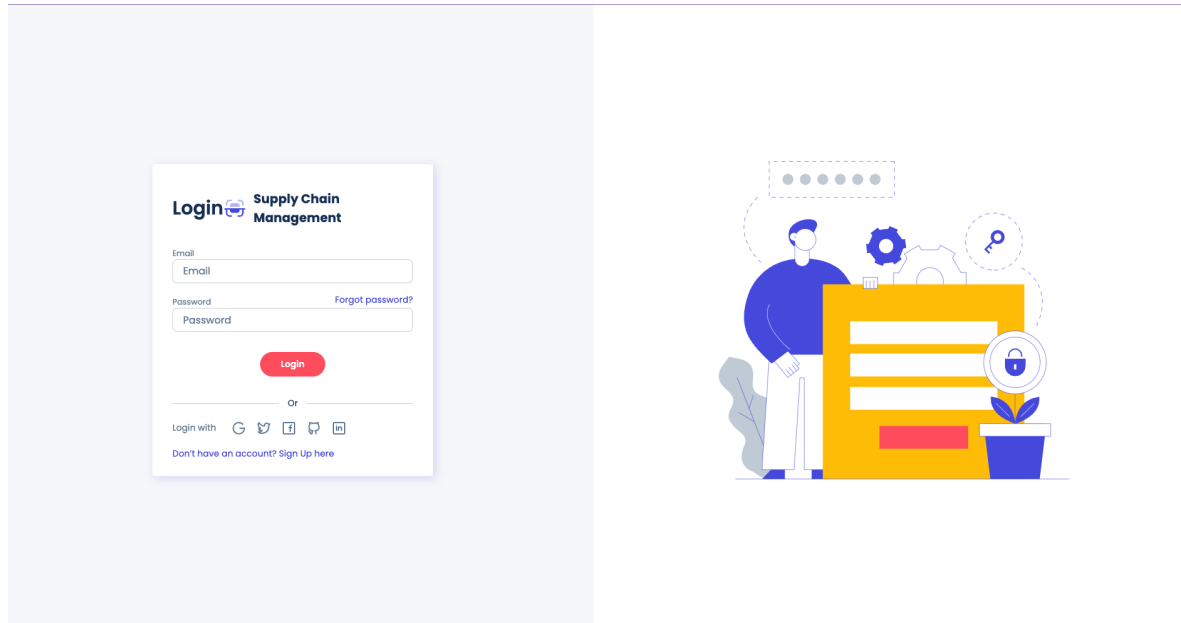 Login
Supply Chain
Management
Email
Email
Password
Forgot password?
Password
Login
Or
Login with
Don't have an account? Sign Up here